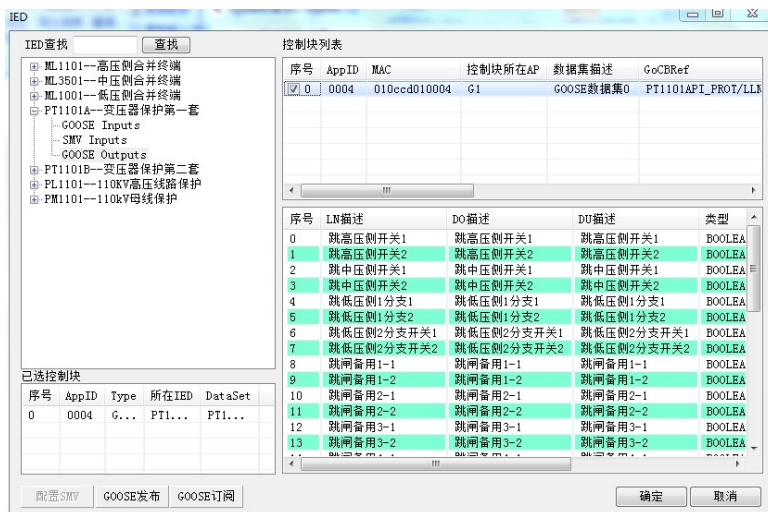 IED
IED查找 查找
ML1101--高压侧合并终端
ML3501--中压侧合并终端
ML1001--低压侧合并终端
PT1101A--变压器保护第一套
GOOSE Inputs
SMV Inputs
GOOSE Outputs
PT1101B--变压器保护第二套
PL1101--110KV高压线路保护
PM1101--110kV母线保护
控制块列表
序号 AppID MAC 控制块所在AP 数据集描述 GoCBRef
0 0004 010ccd010004 G1 GOOSE数据集0 PT1101API_PROT/LLN
序号 LN描述 DO描述 DU描述 类型
0 跳高压侧开关1 跳高压侧开关1 跳高压侧开关1 BOOLEA
1 跳高压侧开关2 跳高压侧开关2 跳高压侧开关2 BOOLEA
2 跳中压侧开关1 跳中压侧开关1 跳中压侧开关1 BOOLEA
3 跳中压侧开关2 跳中压侧开关2 跳中压侧开关2 BOOLEA
4 跳低压侧1分支1 跳低压侧1分支1 跳低压侧1分支1 BOOLEA
5 跳低压侧1分支2 跳低压侧1分支2 跳低压侧1分支2 BOOLEA
6 跳低压侧2分支开关1 跳低压侧2分支开关1 跳低压侧2分支开关1 BOOLEA
7 跳低压侧2分支开关2 跳低压侧2分支开关2 跳低压侧2分支开关2 BOOLEA
8 跳闸备用1-1 跳闸备用1-1 跳闸备用1-1 BOOLEA
9 跳闸备用1-2 跳闸备用1-2 跳闸备用1-2 BOOLEA
10 跳闸备用2-1 跳闸备用2-1 跳闸备用2-1 BOOLEA
11 跳闸备用2-2 跳闸备用2-2 跳闸备用2-2 BOOLEA
12 跳闸备用3-1 跳闸备用3-1 跳闸备用3-1 BOOLEA
13 跳闸备用3-2 跳闸备用3-2 跳闸备用3-2 BOOLEA
已选控制块
序号 AppID Type 所在IED DataSet
0 0004 G... PT1... PT1...
配置SMV GOOSE发布 GOOSE订阅 确定 取消